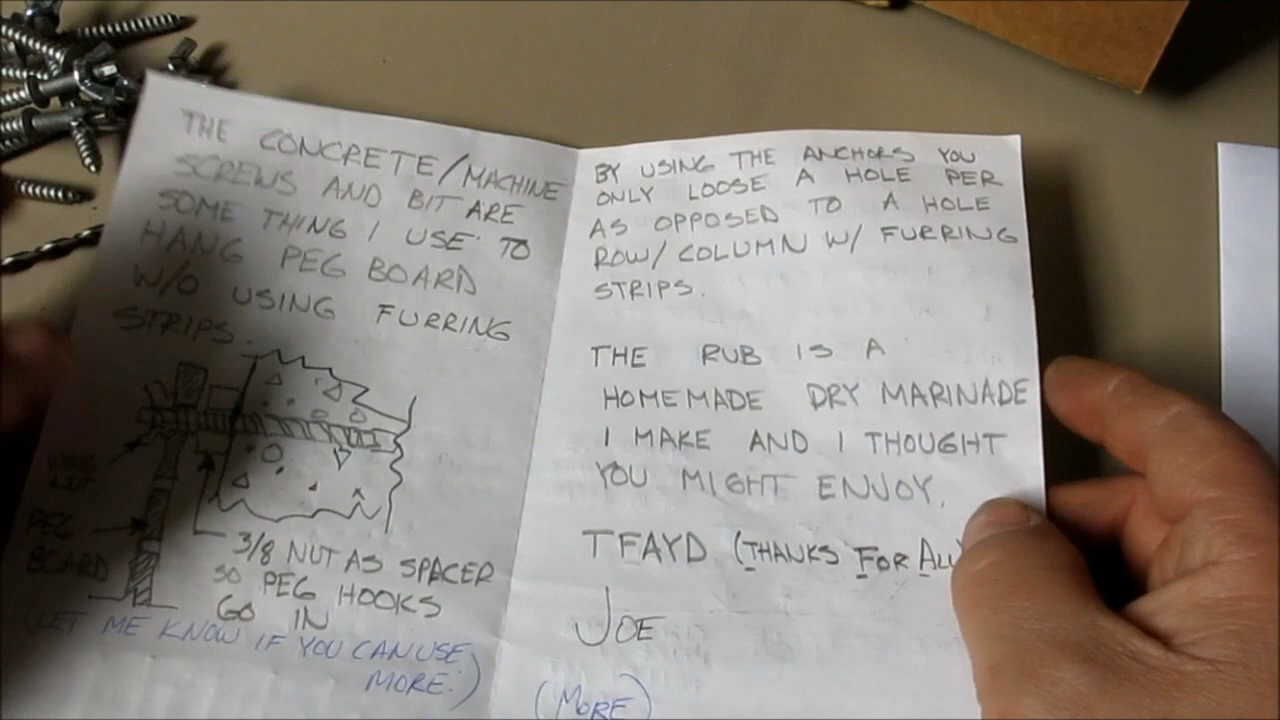 THE CONCRETE/MACHINE
SCREWS AND BIT ARE
SOME THING I USE TO
HANG PEG BOARD
W/O USING FURRING
STRIPS.
NUT
PEG
BOARD
3/8 NUT AS SPACER
SO PEG HOOKS
GO IN
(LET ME KNOW IF YOU CAN USE
MORE.)
BY USING THE ANCHORS YOU
ONLY LOOSE A HOLE PER
AS OPPOSED TO A HOLE
ROW/COLUMN W/ FURRING
STRIPS.
THE RUB IS A
HOMEMADE DRY MARINADE
I MAKE AND I THOUGHT
YOU MIGHT ENJOY.
TFAYD (THANKS FOR ALL
JOE
(MORE)